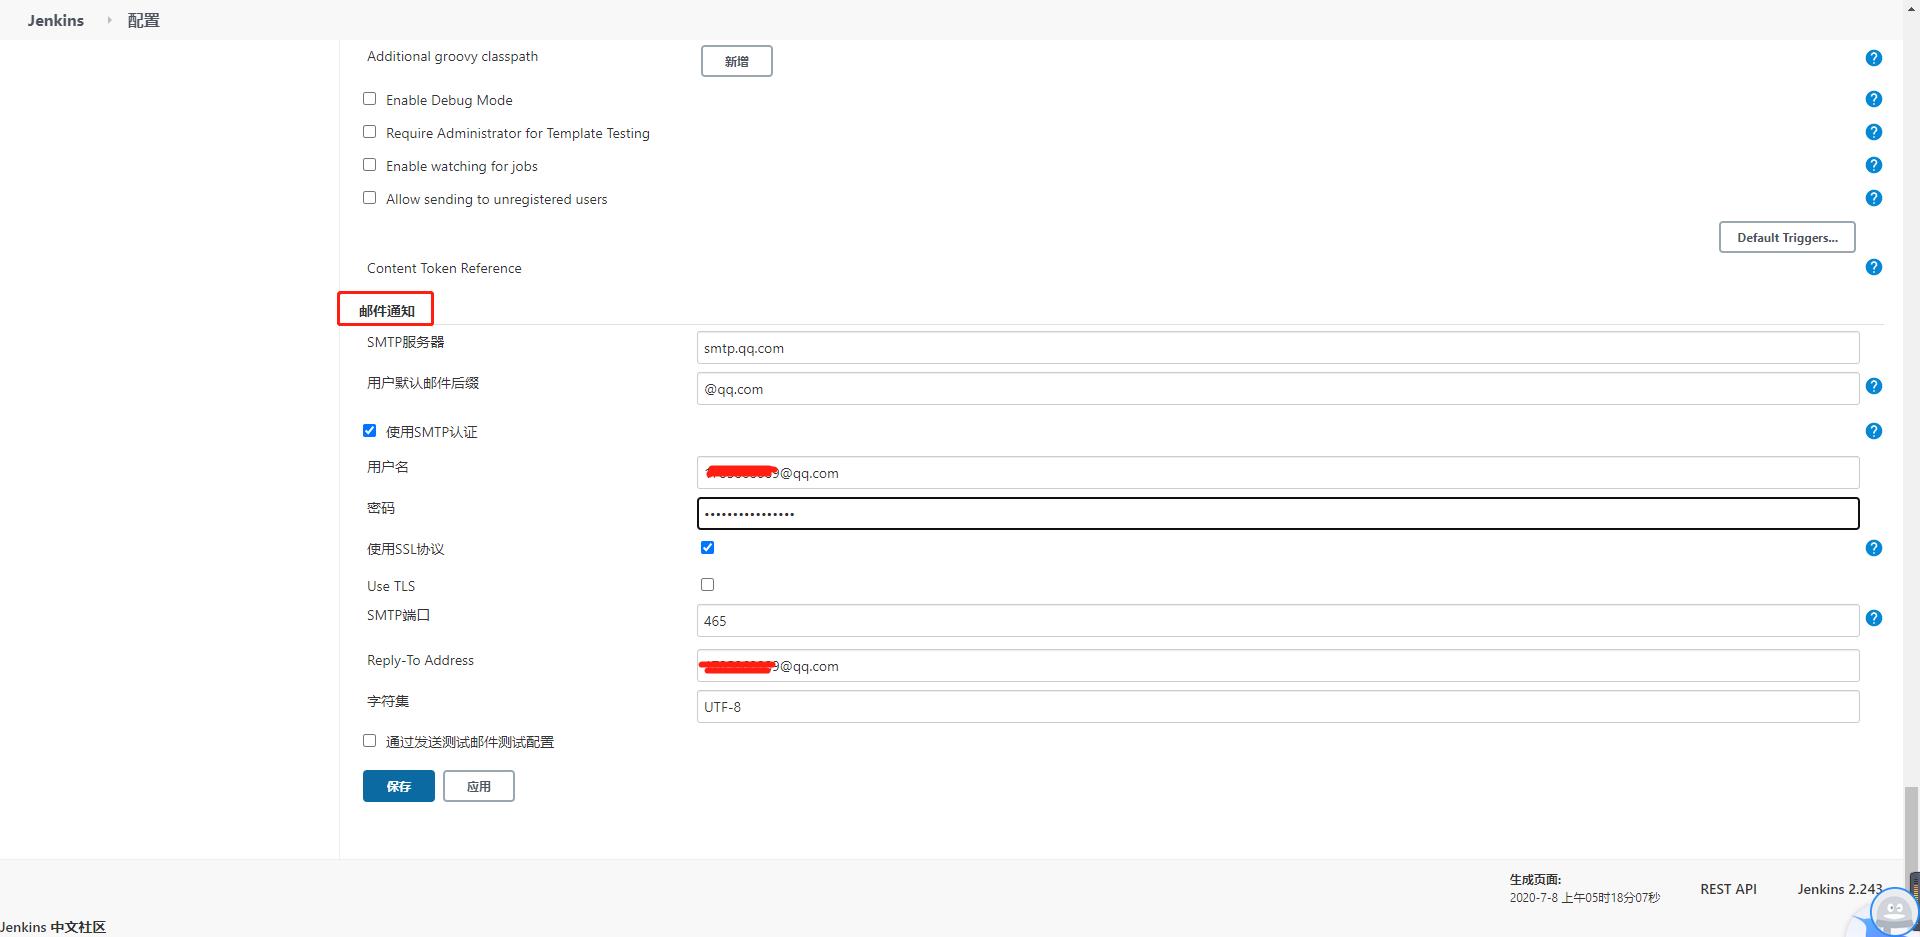 Jenkins 配置
Additional groovy classpath 新增
Enable Debug Mode
Require Administrator for Template Testing
Enable watching for jobs
Allow sending to unregistered users
Default Triggers...
Content Token Reference
邮件通知
SMTP服务器 smtp.qq.com
用户默认邮件后缀 @qq.com
使用SMTP认证
用户名 9@qq.com
密码 ················
使用SSL协议
Use TLS
SMTP端口 465
Reply-To Address 9@qq.com
字符集 UTF-8
通过发送测试邮件测试配置
保存 应用
生成页面:
2020-7-8 上午05时18分07秒 REST API Jenkins 2.243
Jenkins 中文社区